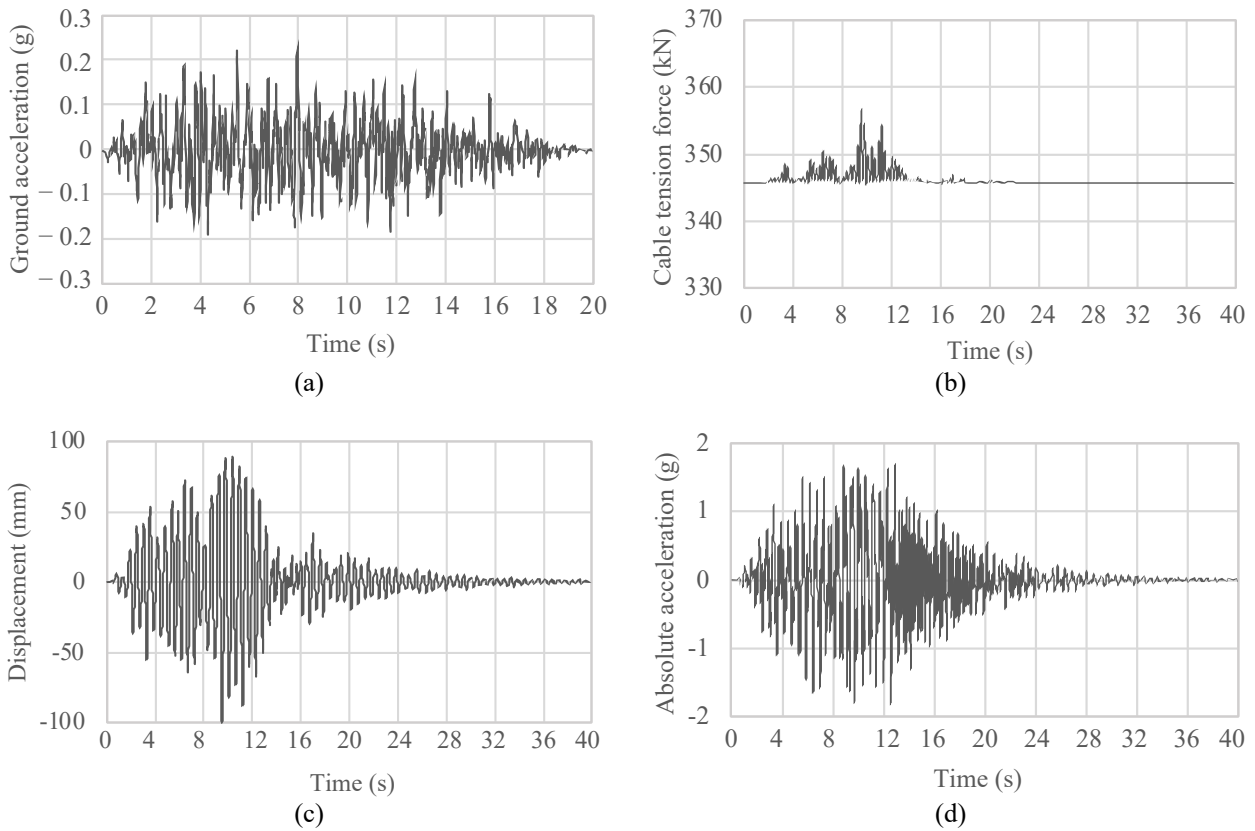 Ground acceleration (g)
0.3
0.2
0.1
0
– 0.1
– 0.2
– 0.3
0 2 4 6 8 10 12 14 16 18 20
Time (s)
(a)
Cable tension force (kN)
370
360
350
340
330
0 4 8 12 16 20 24 28 32 36 40
Time (s)
(b)
Displacement (mm)
100
50
0
-50
-100
0 4 8 12 16 20 24 28 32 36 40
Time (s)
(c)
Absolute acceleration (g)
2
1
0
-1
-2
0 4 8 12 16 20 24 28 32 36 40
Time (s)
(d)